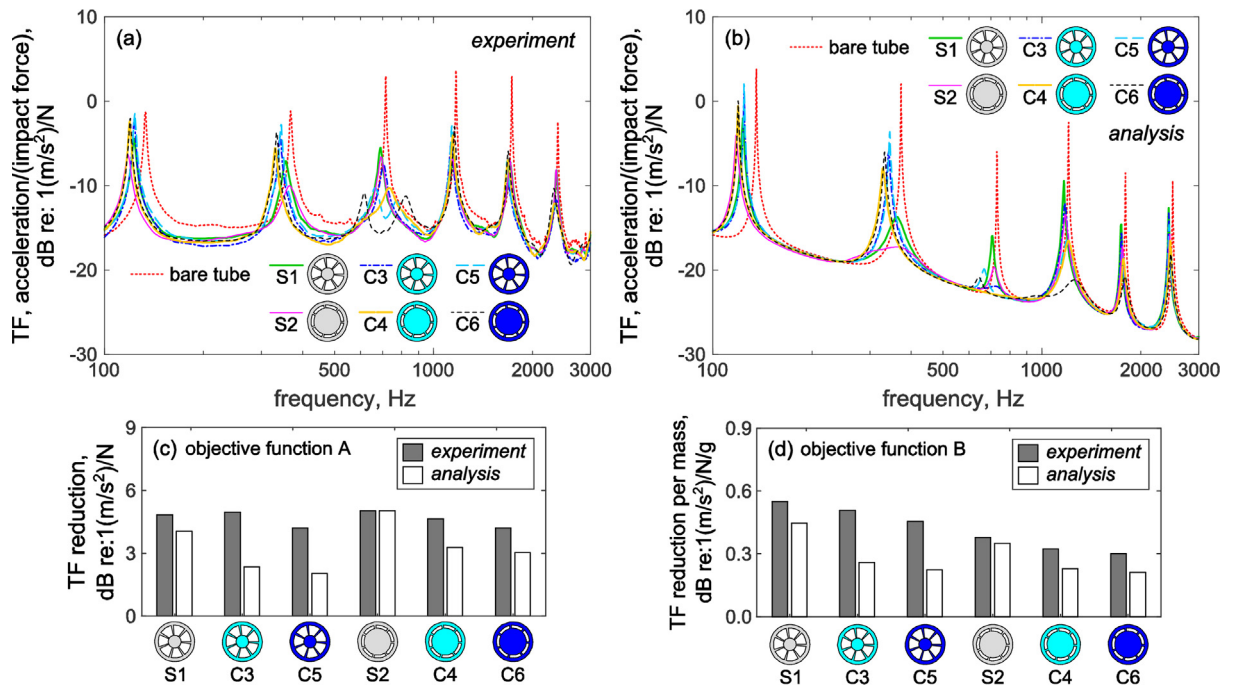 (a)
experiment
TF, acceleration/(impact force),
dB re: 1(m/s²)/N
10
0
-10
-20
-30
bare tube
S1
C3
C5
S2
C4
C6
100
500
1000
2000
3000
frequency, Hz
(b)
bare tube
S1
C3
C5
S2
C4
C6
analysis
TF, acceleration/(impact force),
dB re: 1(m/s²)/N
10
0
-10
-20
-30
100
500
1000
2000
3000
frequency, Hz
(c) objective function A
experiment
analysis
TF reduction,
dB re:1(m/s²)/N
9
6
3
0
S1
C3
C5
S2
C4
C6
(d) objective function B
experiment
analysis
TF reduction per mass,
dB re:1(m/s²)/N/g
0.9
0.6
0.3
0.0
S1
C3
C5
S2
C4
C6